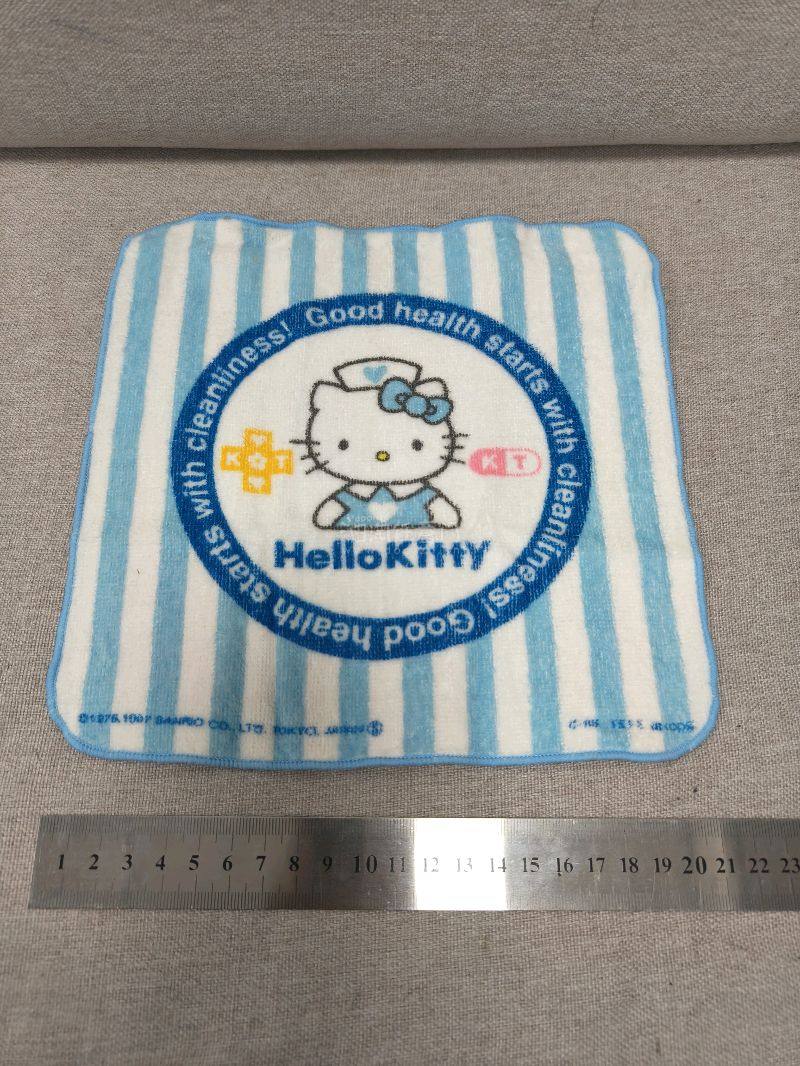 Good health starts with cleanliness! Good health starts with cleanliness!
K
K O T
K
K T
HelloKitty
©1976,1997 SANRIO CO., LTD. TOKYO, JAPAN
1 2 3 4 5 6 7 8 9 10 11 12 13 14 15 16 17 18 19 20 21 22 23